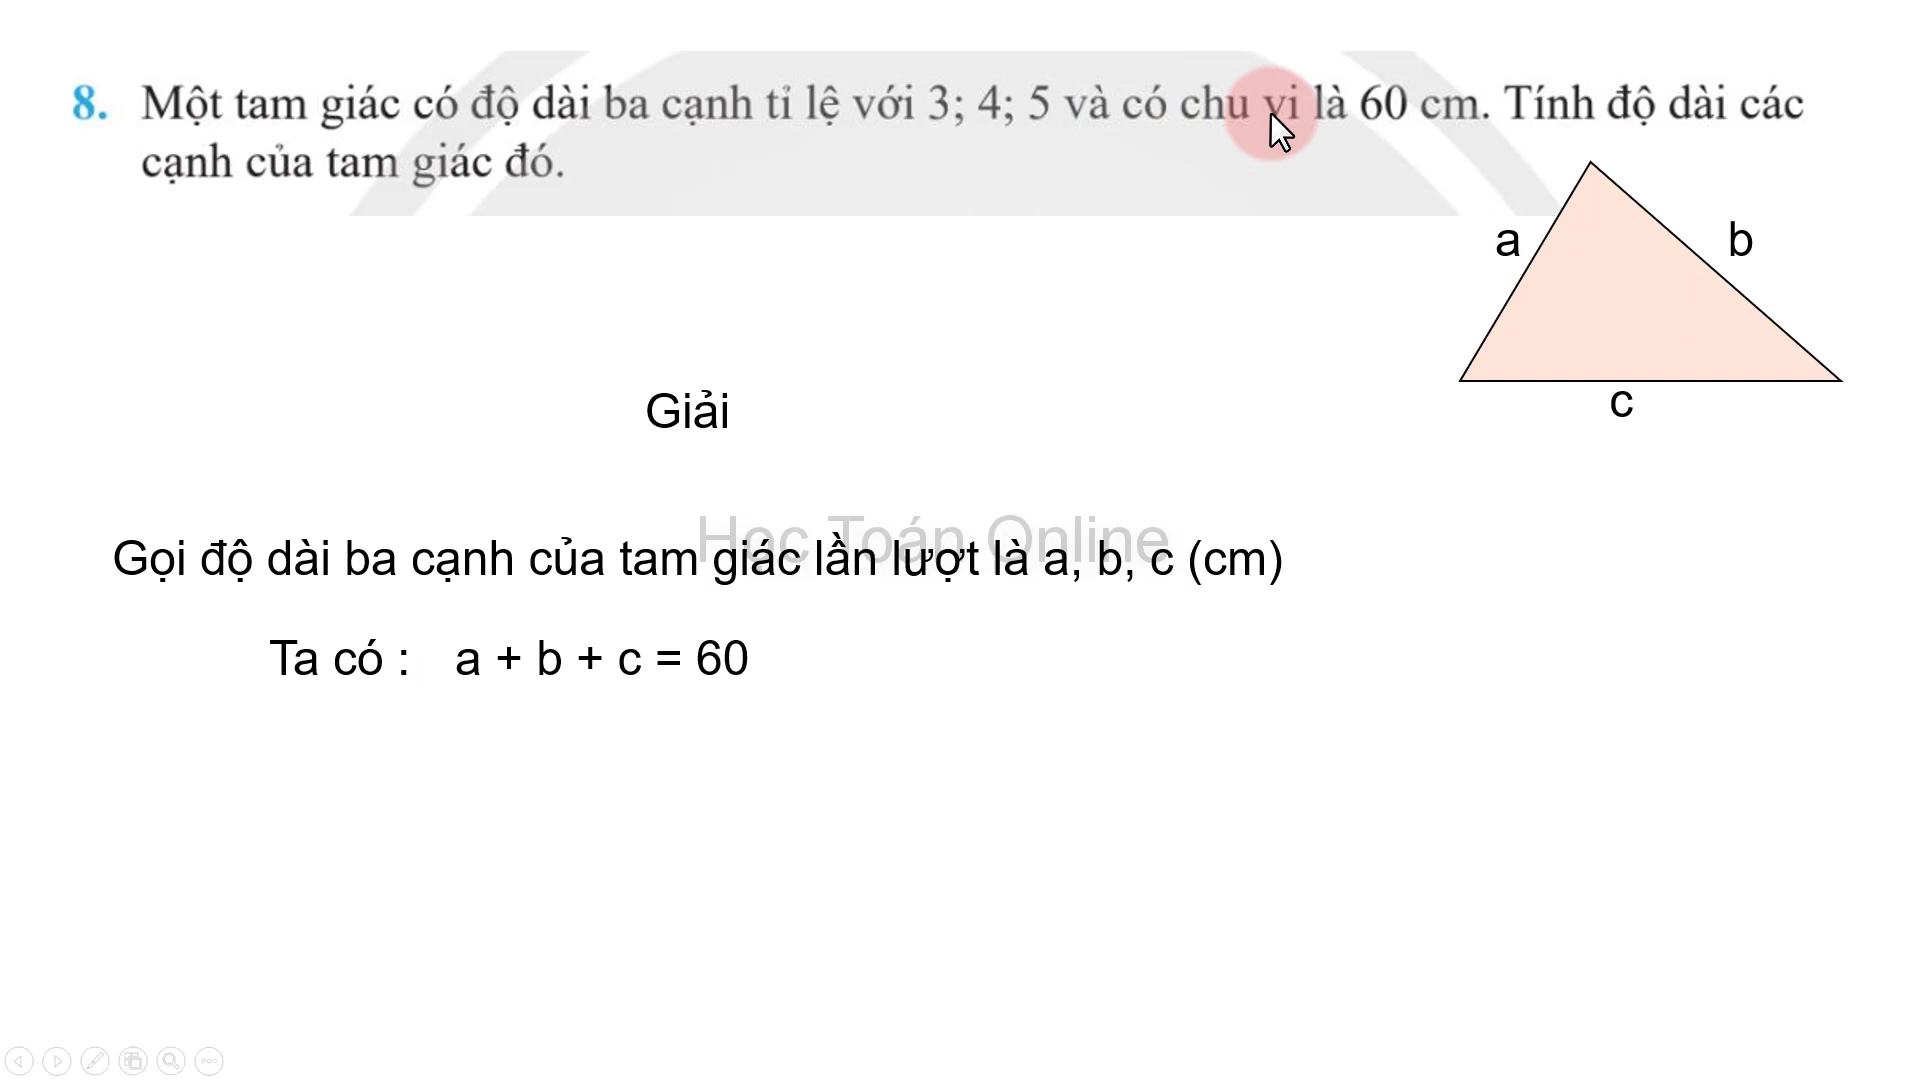 8. Một tam giác có độ dài ba cạnh tỉ lệ với 3; 4; 5 và có chu vi là 60 cm. Tính độ dài các
cạnh của tam giác đó.
a
b
c
Giải
Học Toán Online
Gọi độ dài ba cạnh của tam giác lần lượt là a, b, c (cm)
Ta có : a + b + c = 60